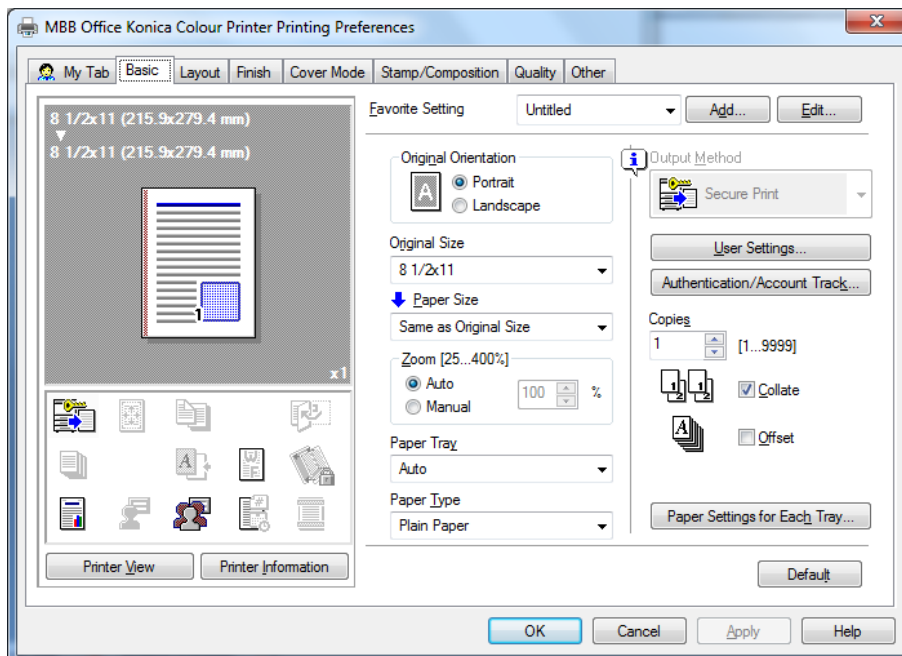 MBB Office Konica Colour Printer Printing Preferences
My Tab Basic Layout Finish Cover Mode Stamp/Composition Quality Other
8 1/2x11 (215.9x279.4 mm)
8 1/2x11 (215.9x279.4 mm)
1
x1
Printer View Printer Information
Favorite Setting Untitled Add... Edit...
Original Orientation
A
Portrait
Landscape
Original Size
8 1/2x11
Paper Size
Same as Original Size
Zoom [25...400%]
Auto
Manual
100 %
Paper Tray
Auto
Paper Type
Plain Paper
Output Method
Secure Print
User Settings...
Authentication/Account Track...
Copies
1 [1...9999]
Collate
Offset
Paper Settings for Each Tray...
Default
OK Cancel Apply Help